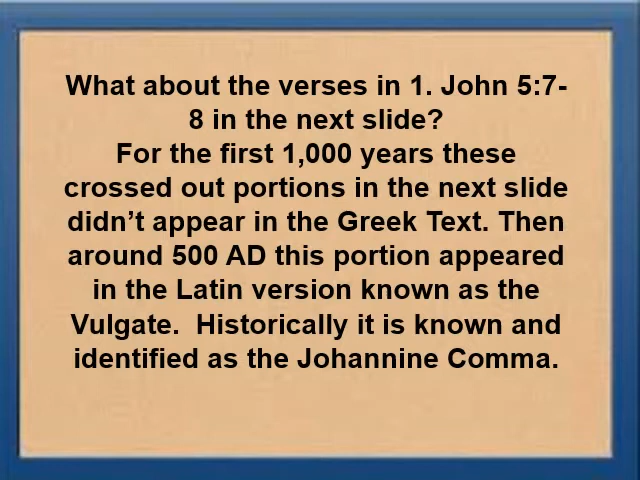 What about the verses in 1. John 5:7-
8 in the next slide?
For the first 1,000 years these
crossed out portions in the next slide
didn’t appear in the Greek Text. Then
around 500 AD this portion appeared
in the Latin version known as the
Vulgate.  Historically it is known and
identified as the Johannine Comma.